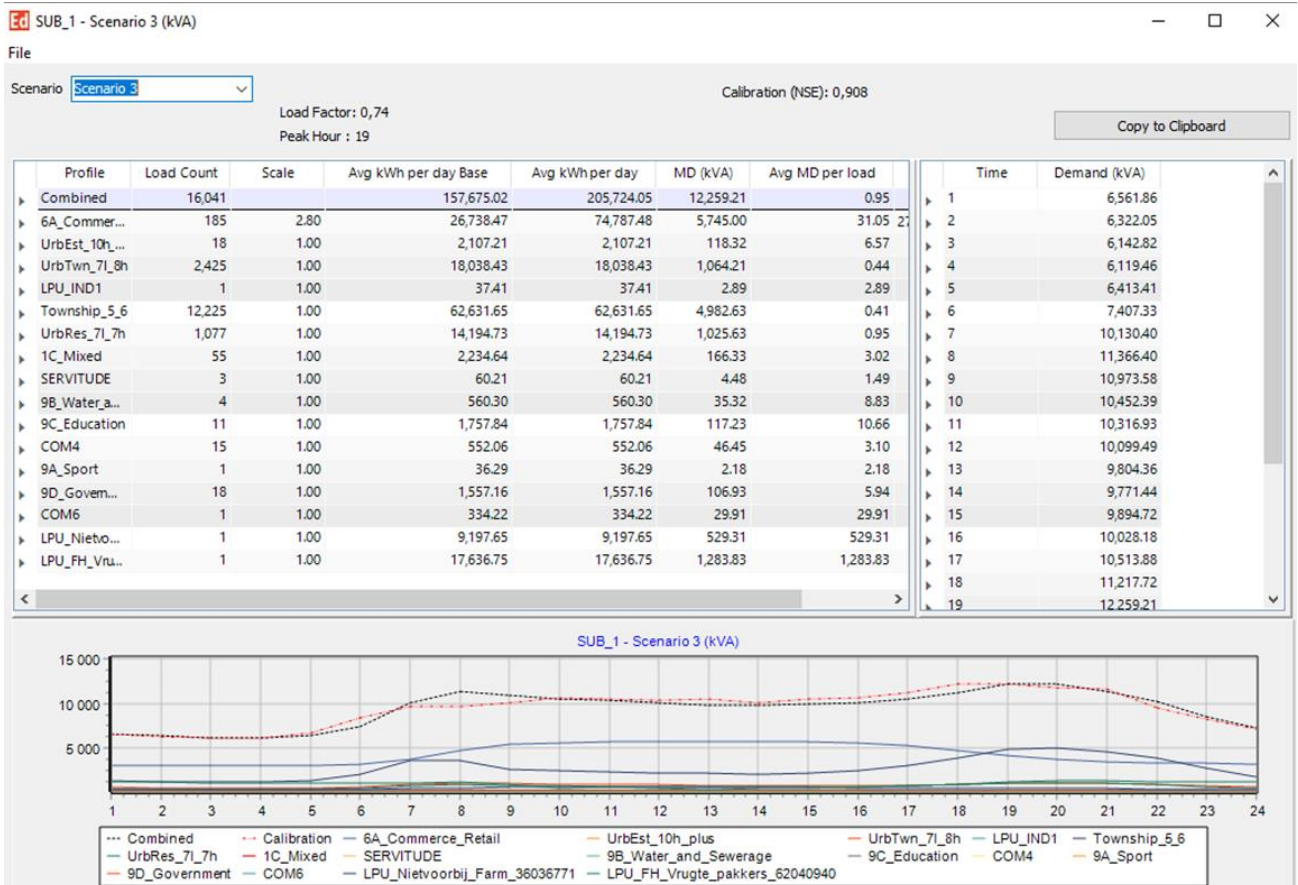 Ed SUB_1 - Scenario 3 (kVA)
File
Scenario Scenario 3
Calibration (NSE): 0,908
Load Factor: 0,74
Peak Hour : 19
Copy to Clipboard
Profile Load Count Scale Avg kWh per day Base Avg kWh per day MD (kVA) Avg MD per load
Combined 16,041 157,675.02 205,724.05 12,259.21 0.95
6A_Commer... 185 2.80 26,738.47 74,787.48 5,745.00 31.05
UrbEst_10h_... 18 1.00 2,107.21 2,107.21 118.32 6.57
UrbTwn_7l_8h 2,425 1.00 18,038.43 18,038.43 1,064.21 0.44
LPU_IND1 1 1.00 37.41 37.41 2.89 2.89
Township_5_6 12,225 1.00 62,631.65 62,631.65 4,982.63 0.41
UrbRes_7l_7h 1,077 1.00 14,194.73 14,194.73 1,025.63 0.95
1C_Mixed 55 1.00 2,234.64 2,234.64 166.33 3.02
SERVITUDE 3 1.00 60.21 60.21 4.48 1.49
9B_Water_a... 4 1.00 560.30 560.30 35.32 8.83
9C_Education 11 1.00 1,757.84 1,757.84 117.23 10.66
COM4 15 1.00 552.06 552.06 46.45 3.10
9A_Sport 1 1.00 36.29 36.29 2.18 2.18
9D_Govern... 18 1.00 1,557.16 1,557.16 106.93 5.94
COM6 1 1.00 334.22 334.22 29.91 29.91
LPU_Nietvo... 1 1.00 9,197.65 9,197.65 529.31 529.31
LPU_FH_Vru... 1 1.00 17,636.75 17,636.75 1,283.83 1,283.83
Time Demand (kVA)
1 6,561.86
2 6,322.05
3 6,142.82
4 6,119.46
5 6,413.41
6 7,407.33
7 10,130.40
8 11,366.40
9 10,973.58
10 10,452.39
11 10,316.93
12 10,099.49
13 9,804.36
14 9,771.44
15 9,894.72
16 10,028.18
17 10,513.88
18 11,217.72
19 12,259.21
SUB_1 - Scenario 3 (kVA)
15 000
10 000
5 000
1 2 3 4 5 6 7 8 9 10 11 12 13 14 15 16 17 18 19 20 21 22 23 24
Combined Calibration 6A_Commerce_Retail UrbEst_10h_plus UrbTwn_7l_8h LPU_IND1 Township_5_6
UrbRes_7l_7h 1C_Mixed SERVITUDE 9B_Water_and_Sewerage 9C_Education COM4 9A_Sport
9D_Government COM6 LPU_Nietvoorbij_Farm_36036771 LPU_FH_Vrugte_pakkers_62040940